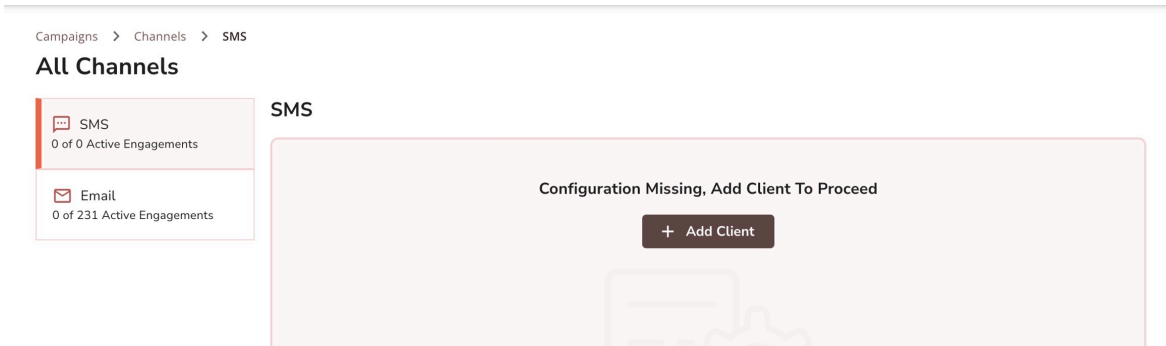 Campaigns > Channels > SMS
All Channels
SMS
0 of 0 Active Engagements
Email
0 of 231 Active Engagements
SMS
Configuration Missing, Add Client To Proceed
+ Add Client